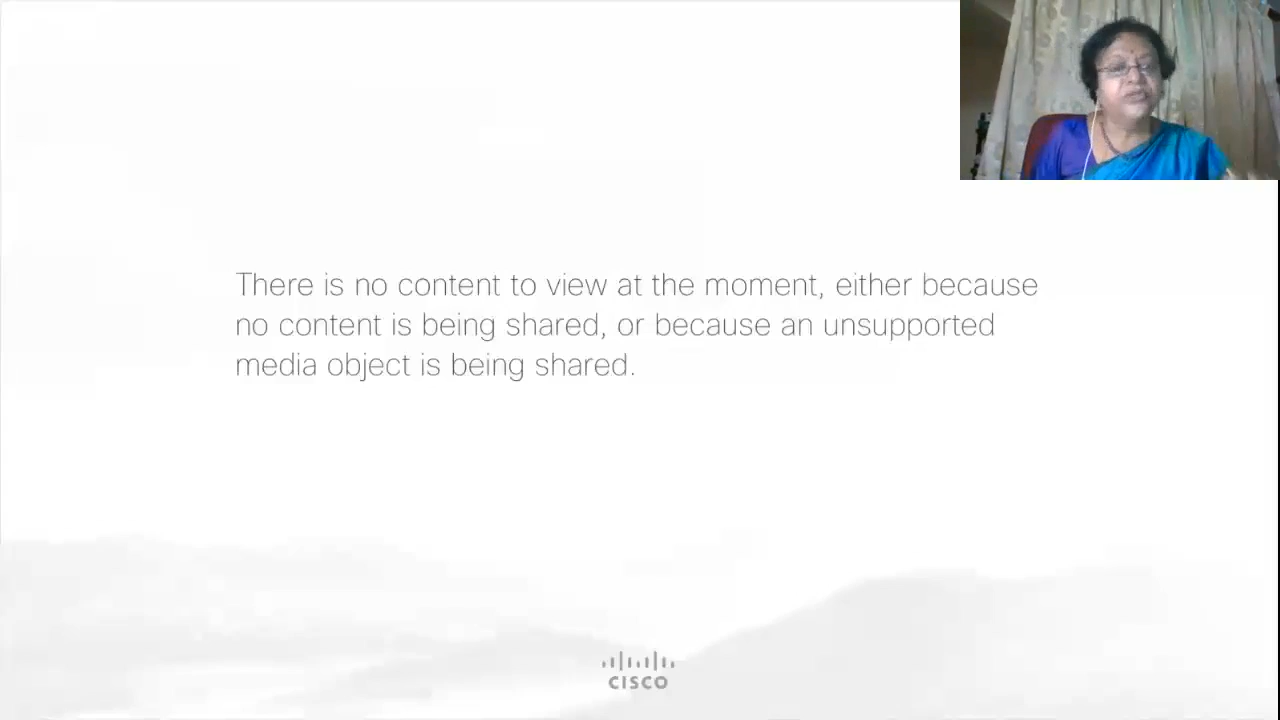 There is no content to view at the moment, either because
no content is being shared, or because an unsupported
media object is being shared.
CISCO